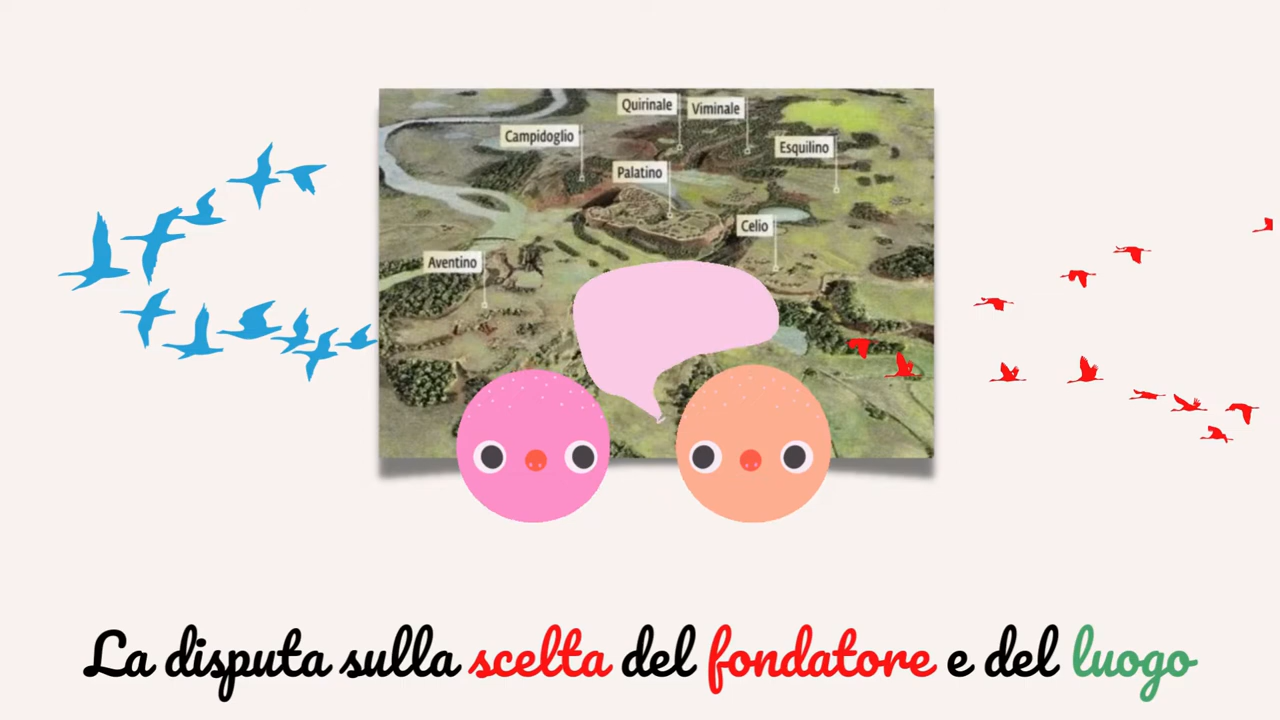 Quirinale
Viminale
Campidoglio
Esquilino
Palatino
Celio
Aventino
La disputa sulla scelta del fondatore e del luogo